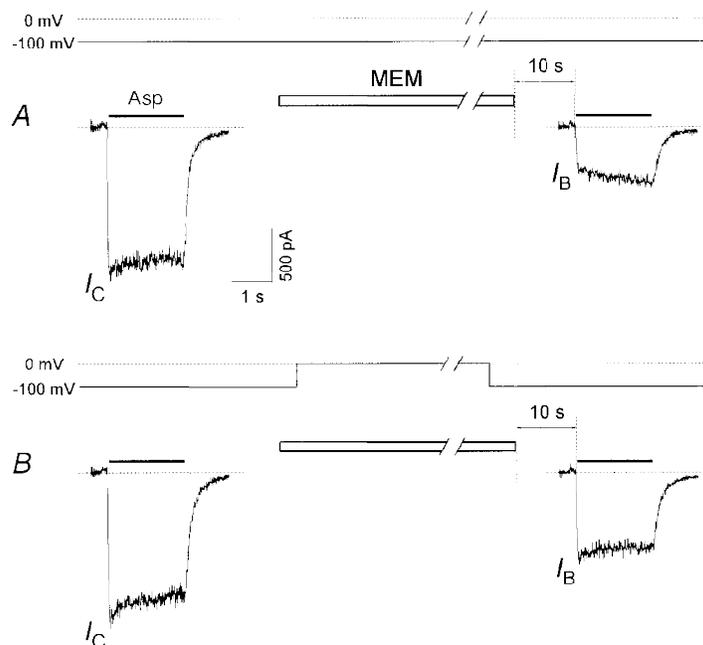 0 mV
-100 mV
10 s
MEM
Asp
A
I_B
500 pA
I_C
1 s
0 mV
-100 mV
10 s
B
I_B
I_C